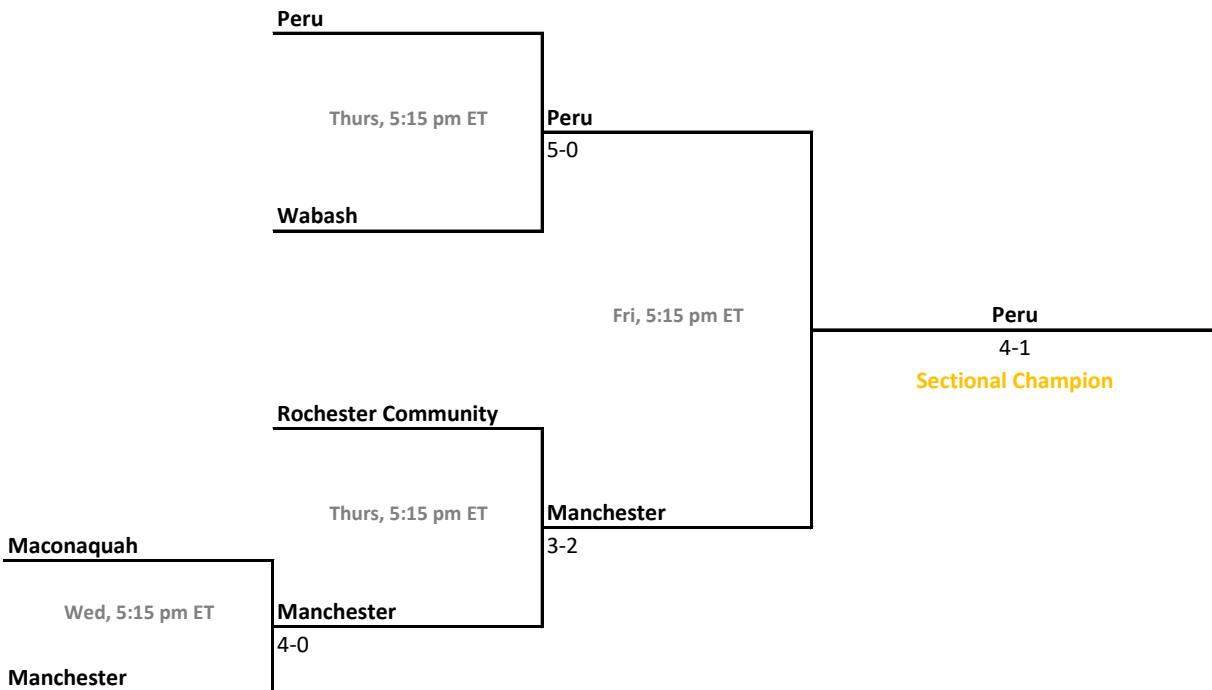 Peru
Thurs, 5:15 pm ET
Peru
5-0
Wabash
Fri, 5:15 pm ET
Peru
4-1
Sectional Champion
Rochester Community
Thurs, 5:15 pm ET
Manchester
3-2
Maconaquah
Wed, 5:15 pm ET
Manchester
4-0
Manchester